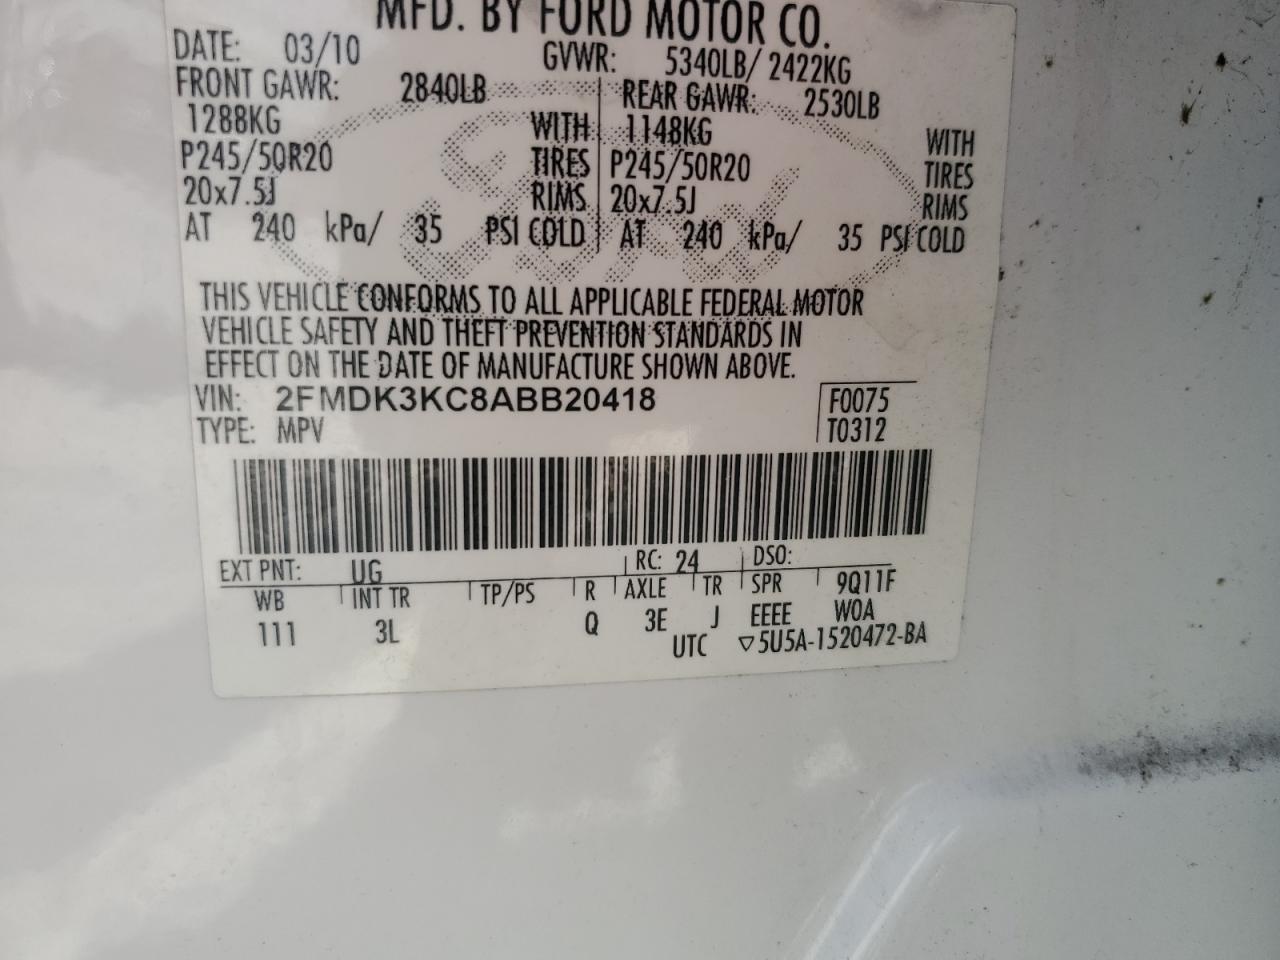 MFD. BY FORD MOTOR CO.
DATE: 03/10 GVWR: 5340LB/ 2422KG
FRONT GAWR: 2840LB REAR GAWR: 2530LB
1288KG WITH 1148KG WITH
P245/50R20 TIRES P245/50R20 TIRES
20x7.5J RIMS 20x7.5J RIMS
AT 240 kPa/ 35 PSI COLD AT 240 kPa/ 35 PSI COLD
Ford
THIS VEHICLE CONFORMS TO ALL APPLICABLE FEDERAL MOTOR
VEHICLE SAFETY AND THEFT PREVENTION STANDARDS IN
EFFECT ON THE DATE OF MANUFACTURE SHOWN ABOVE.
VIN: 2FMDK3KC8ABB20418 F0075
TYPE: MPV T0312
EXT PNT: UG RC: 24 DSO:
WB INT TR TP/PS R AXLE TR SPR 9Q11F
111 3L Q 3E J EEEE WOA
UTC ▽5U5A-1520472-BA